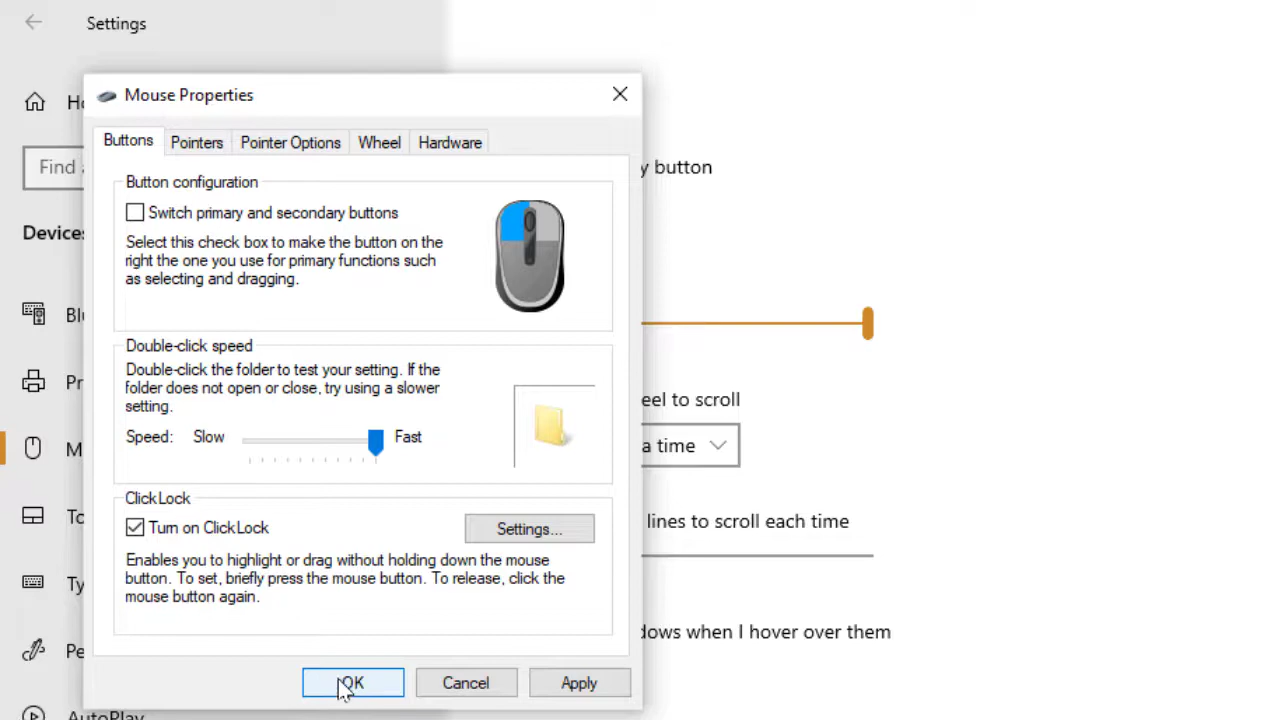 Settings
Mouse Properties
Buttons
Pointers
Pointer Options
Wheel
Hardware
Find
y button
Button configuration
Switch primary and secondary buttons
Select this check box to make the button on the
right the one you use for primary functions such
as selecting and dragging.
Double-click speed
Double-click the folder to test your setting. If the
folder does not open or close, try using a slower
setting.
Speed:
Slow
Fast
eel to scroll
a time
ClickLock
Turn on ClickLock
Settings...
lines to scroll each time
Enables you to highlight or drag without holding down the mouse
button. To set, briefly press the mouse button. To release, click the
mouse button again.
dows when I hover over them
OK
Cancel
Apply
AutoPlay